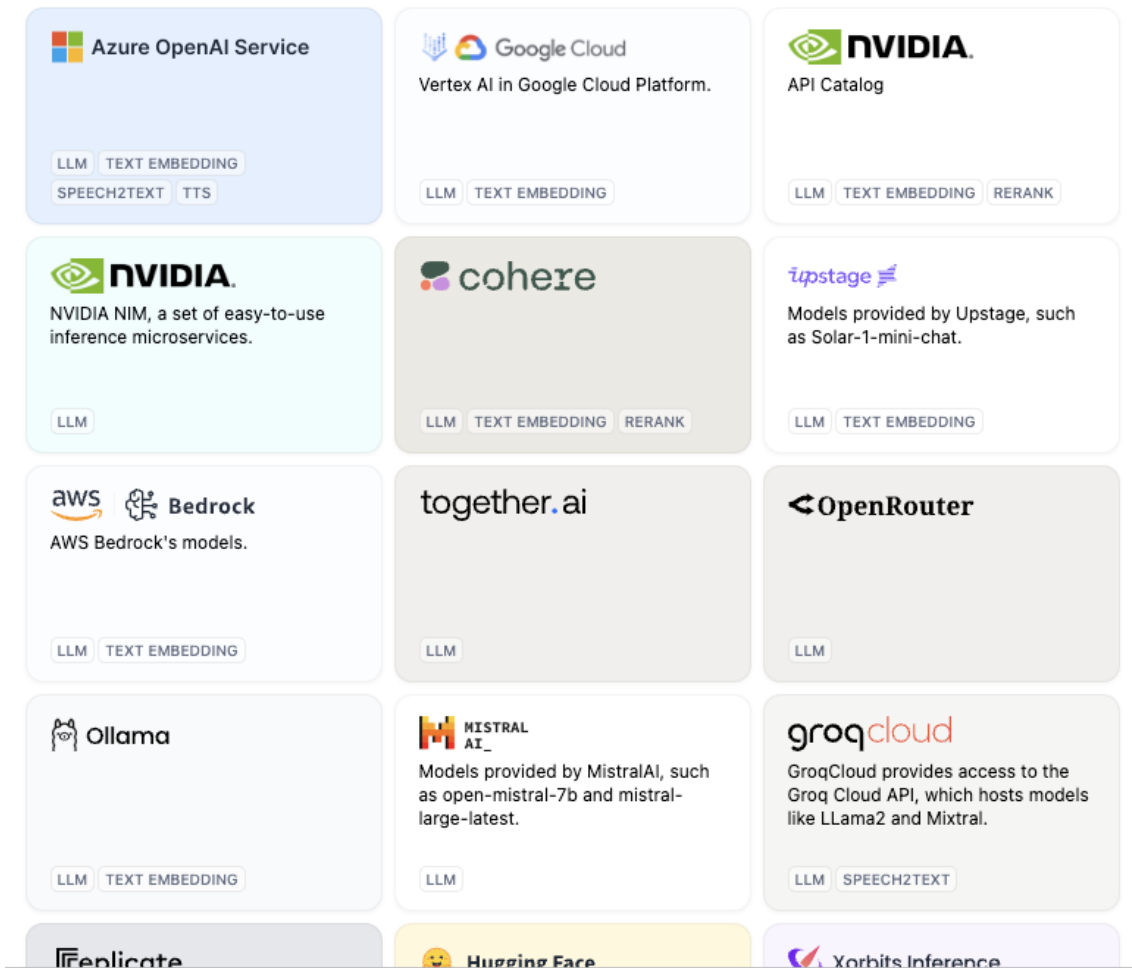 Azure OpenAI Service
LLM TEXT EMBEDDING
SPEECH2TEXT TTS
Google Cloud
Vertex AI in Google Cloud Platform.
LLM TEXT EMBEDDING
NVIDIA.
API Catalog
LLM TEXT EMBEDDING RERANK
NVIDIA.
NVIDIA NIM, a set of easy-to-use
inference microservices.
LLM
cohere
LLM TEXT EMBEDDING RERANK
upstage
Models provided by Upstage, such
as Solar-1-mini-chat.
LLM TEXT EMBEDDING
aws Bedrock
AWS Bedrock's models.
LLM TEXT EMBEDDING
together.ai
LLM
OpenRouter
LLM
Ollama
LLM TEXT EMBEDDING
MISTRAL
AI_
Models provided by MistralAI, such
as open-mistral-7b and mistral-
large-latest.
LLM
groqcloud
GroqCloud provides access to the
Groq Cloud API, which hosts models
like LLama2 and Mixtral.
LLM SPEECH2TEXT
Replicate
Hugging Face
Xorbits Inference